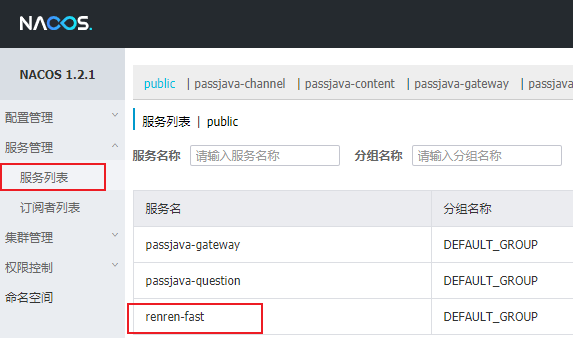 NACOS.
NACOS 1.2.1
public | passjava-channel | passjava-content | passjava-gateway | passjava
配置管理
服务列表 | public
服务管理
服务名称 请输入服务名称 分组名称 请输入分组名称
服务列表
订阅者列表
服务名 分组名称
集群管理
passjava-gateway DEFAULT_GROUP
权限控制
passjava-question DEFAULT_GROUP
命名空间
renren-fast DEFAULT_GROUP